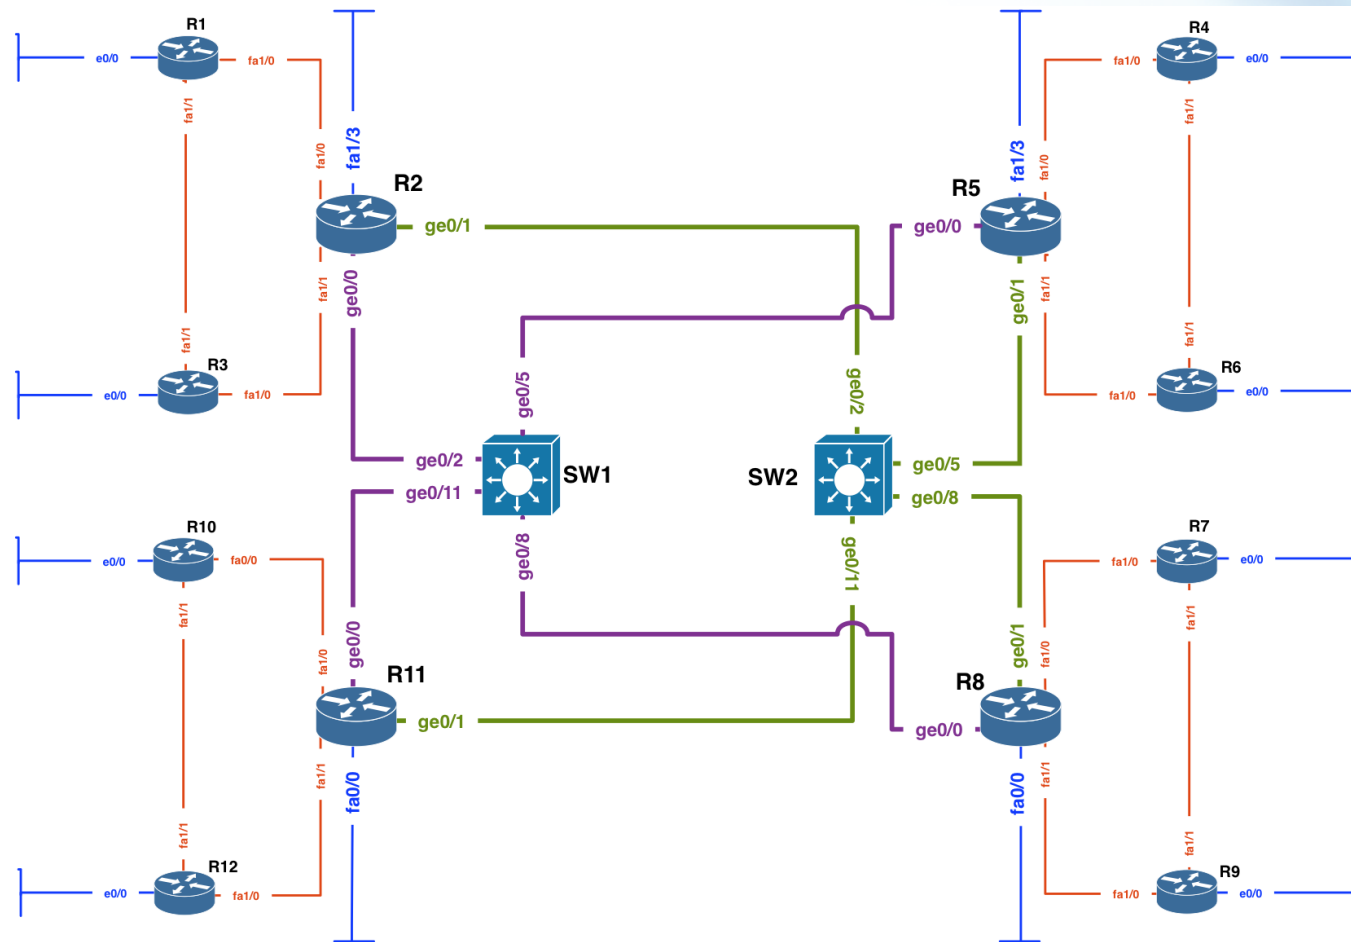 R1
e0/0
fa1/0
fa1/1
fa1/0
fa1/3
R2
ge0/1
ge0/0
fa1/1
fa1/1
R3
e0/0
fa1/0
R4
fa1/0
e0/0
fa1/1
fa1/3
fa1/0
R5
ge0/0
ge0/1
fa1/1
fa1/1
R6
fa1/0
e0/0
ge0/5
ge0/2
ge0/2
ge0/11
SW1
SW2
ge0/5
ge0/8
ge0/8
ge0/11
R10
e0/0
fa0/0
fa1/1
fa1/0
ge0/0
R11
ge0/1
fa1/1
fa0/0
fa1/1
R12
e0/0
fa1/0
R7
fa1/0
e0/0
fa1/1
ge0/1
fa1/0
R8
ge0/0
fa0/0
fa1/1
fa1/1
R9
fa1/0
e0/0